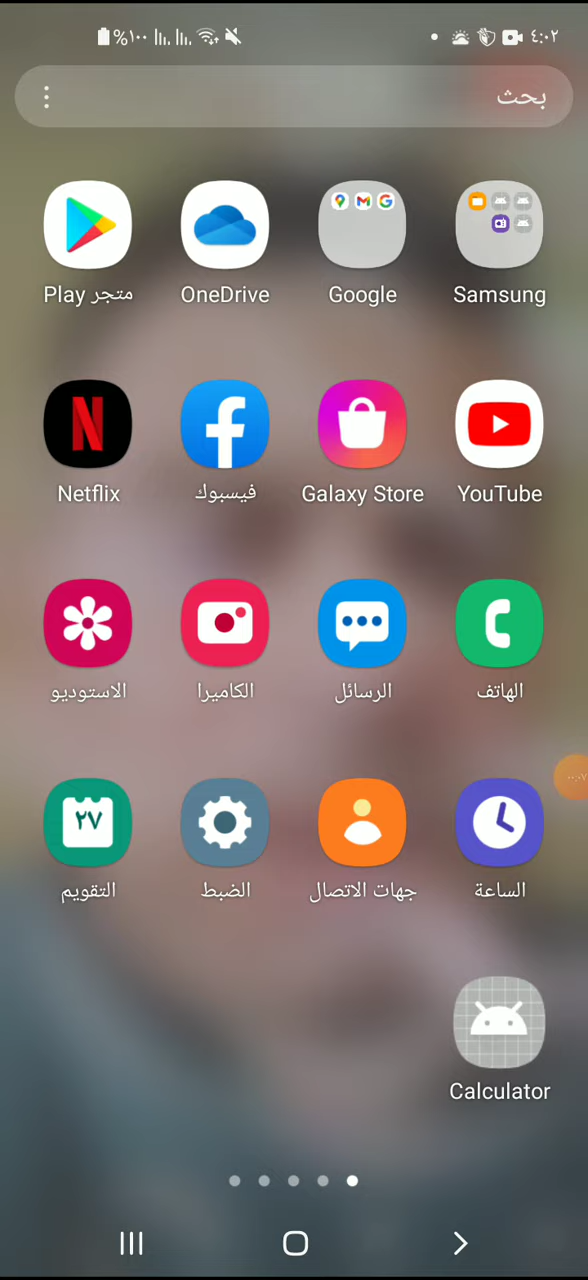 ٤:٠٢
%١٠٠
بحث
Samsung
Google
OneDrive
متجر Play
YouTube
Galaxy Store
فيسبوك
Netflix
الهاتف
الرسائل
الكاميرا
الاستوديو
٢٧
الساعة
جهات الاتصال
الضبط
التقويم
Calculator